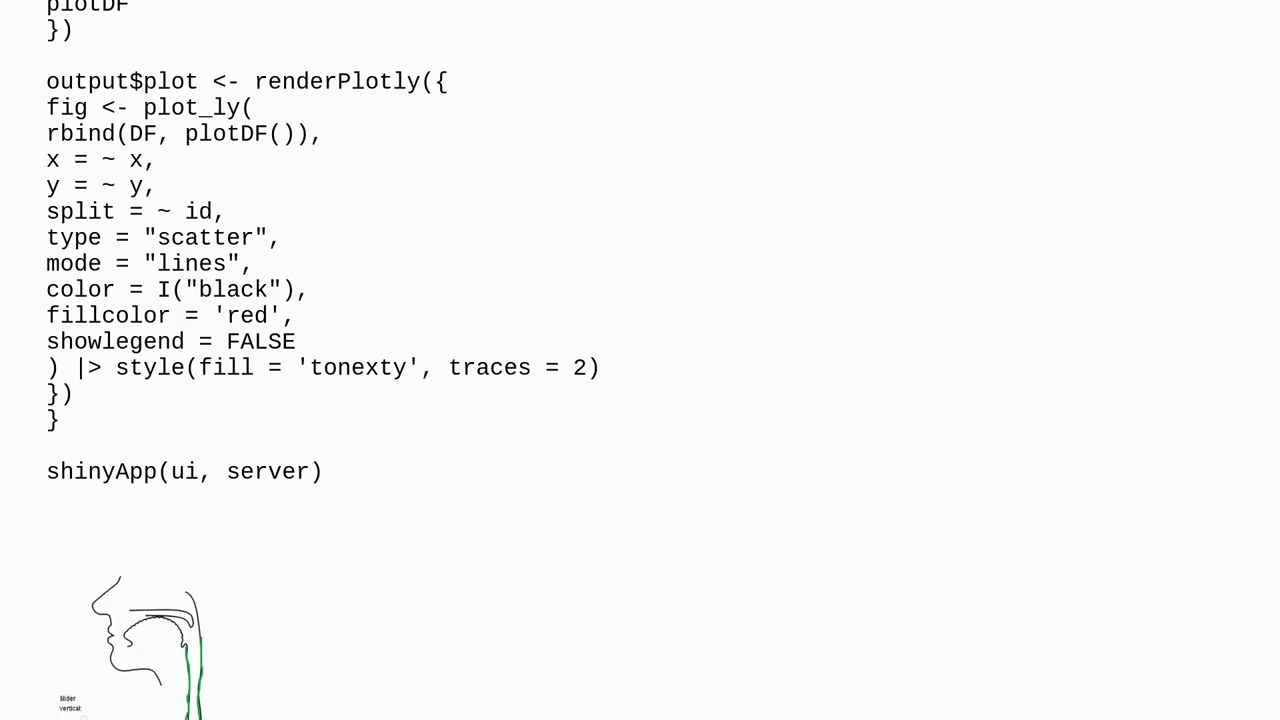 plotDF
})
output$plot <- renderPlotly({
fig <- plot_ly(
rbind(DF, plotDF()),
x = ~ x,
y = ~ y,
split = ~ id,
type = "scatter",
mode = "lines",
color = I("black"),
fillcolor = 'red',
showlegend = FALSE
) |> style(fill = 'tonexty', traces = 2)
})
}
shinyApp(ui, server)
Slider
vertical: